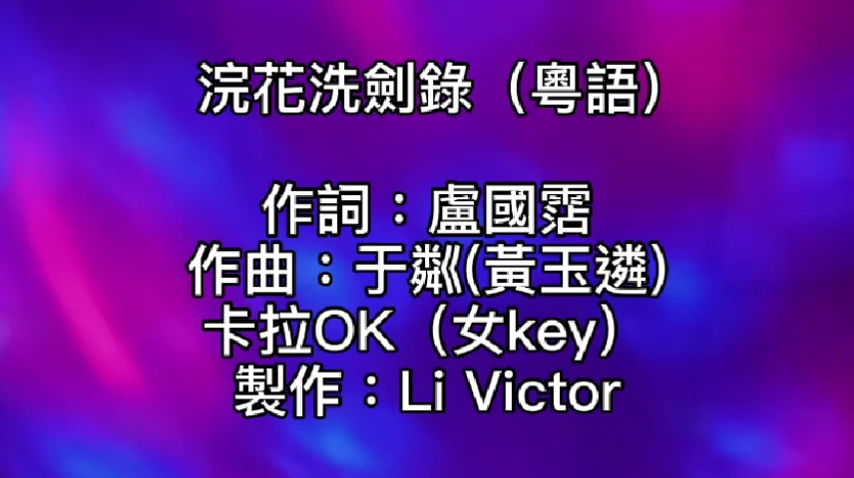 浣花洗劍錄（粵語）
作詞：盧國霑
作曲：于粼(黃玉遴)
卡拉OK（女key）
製作：Li Victor